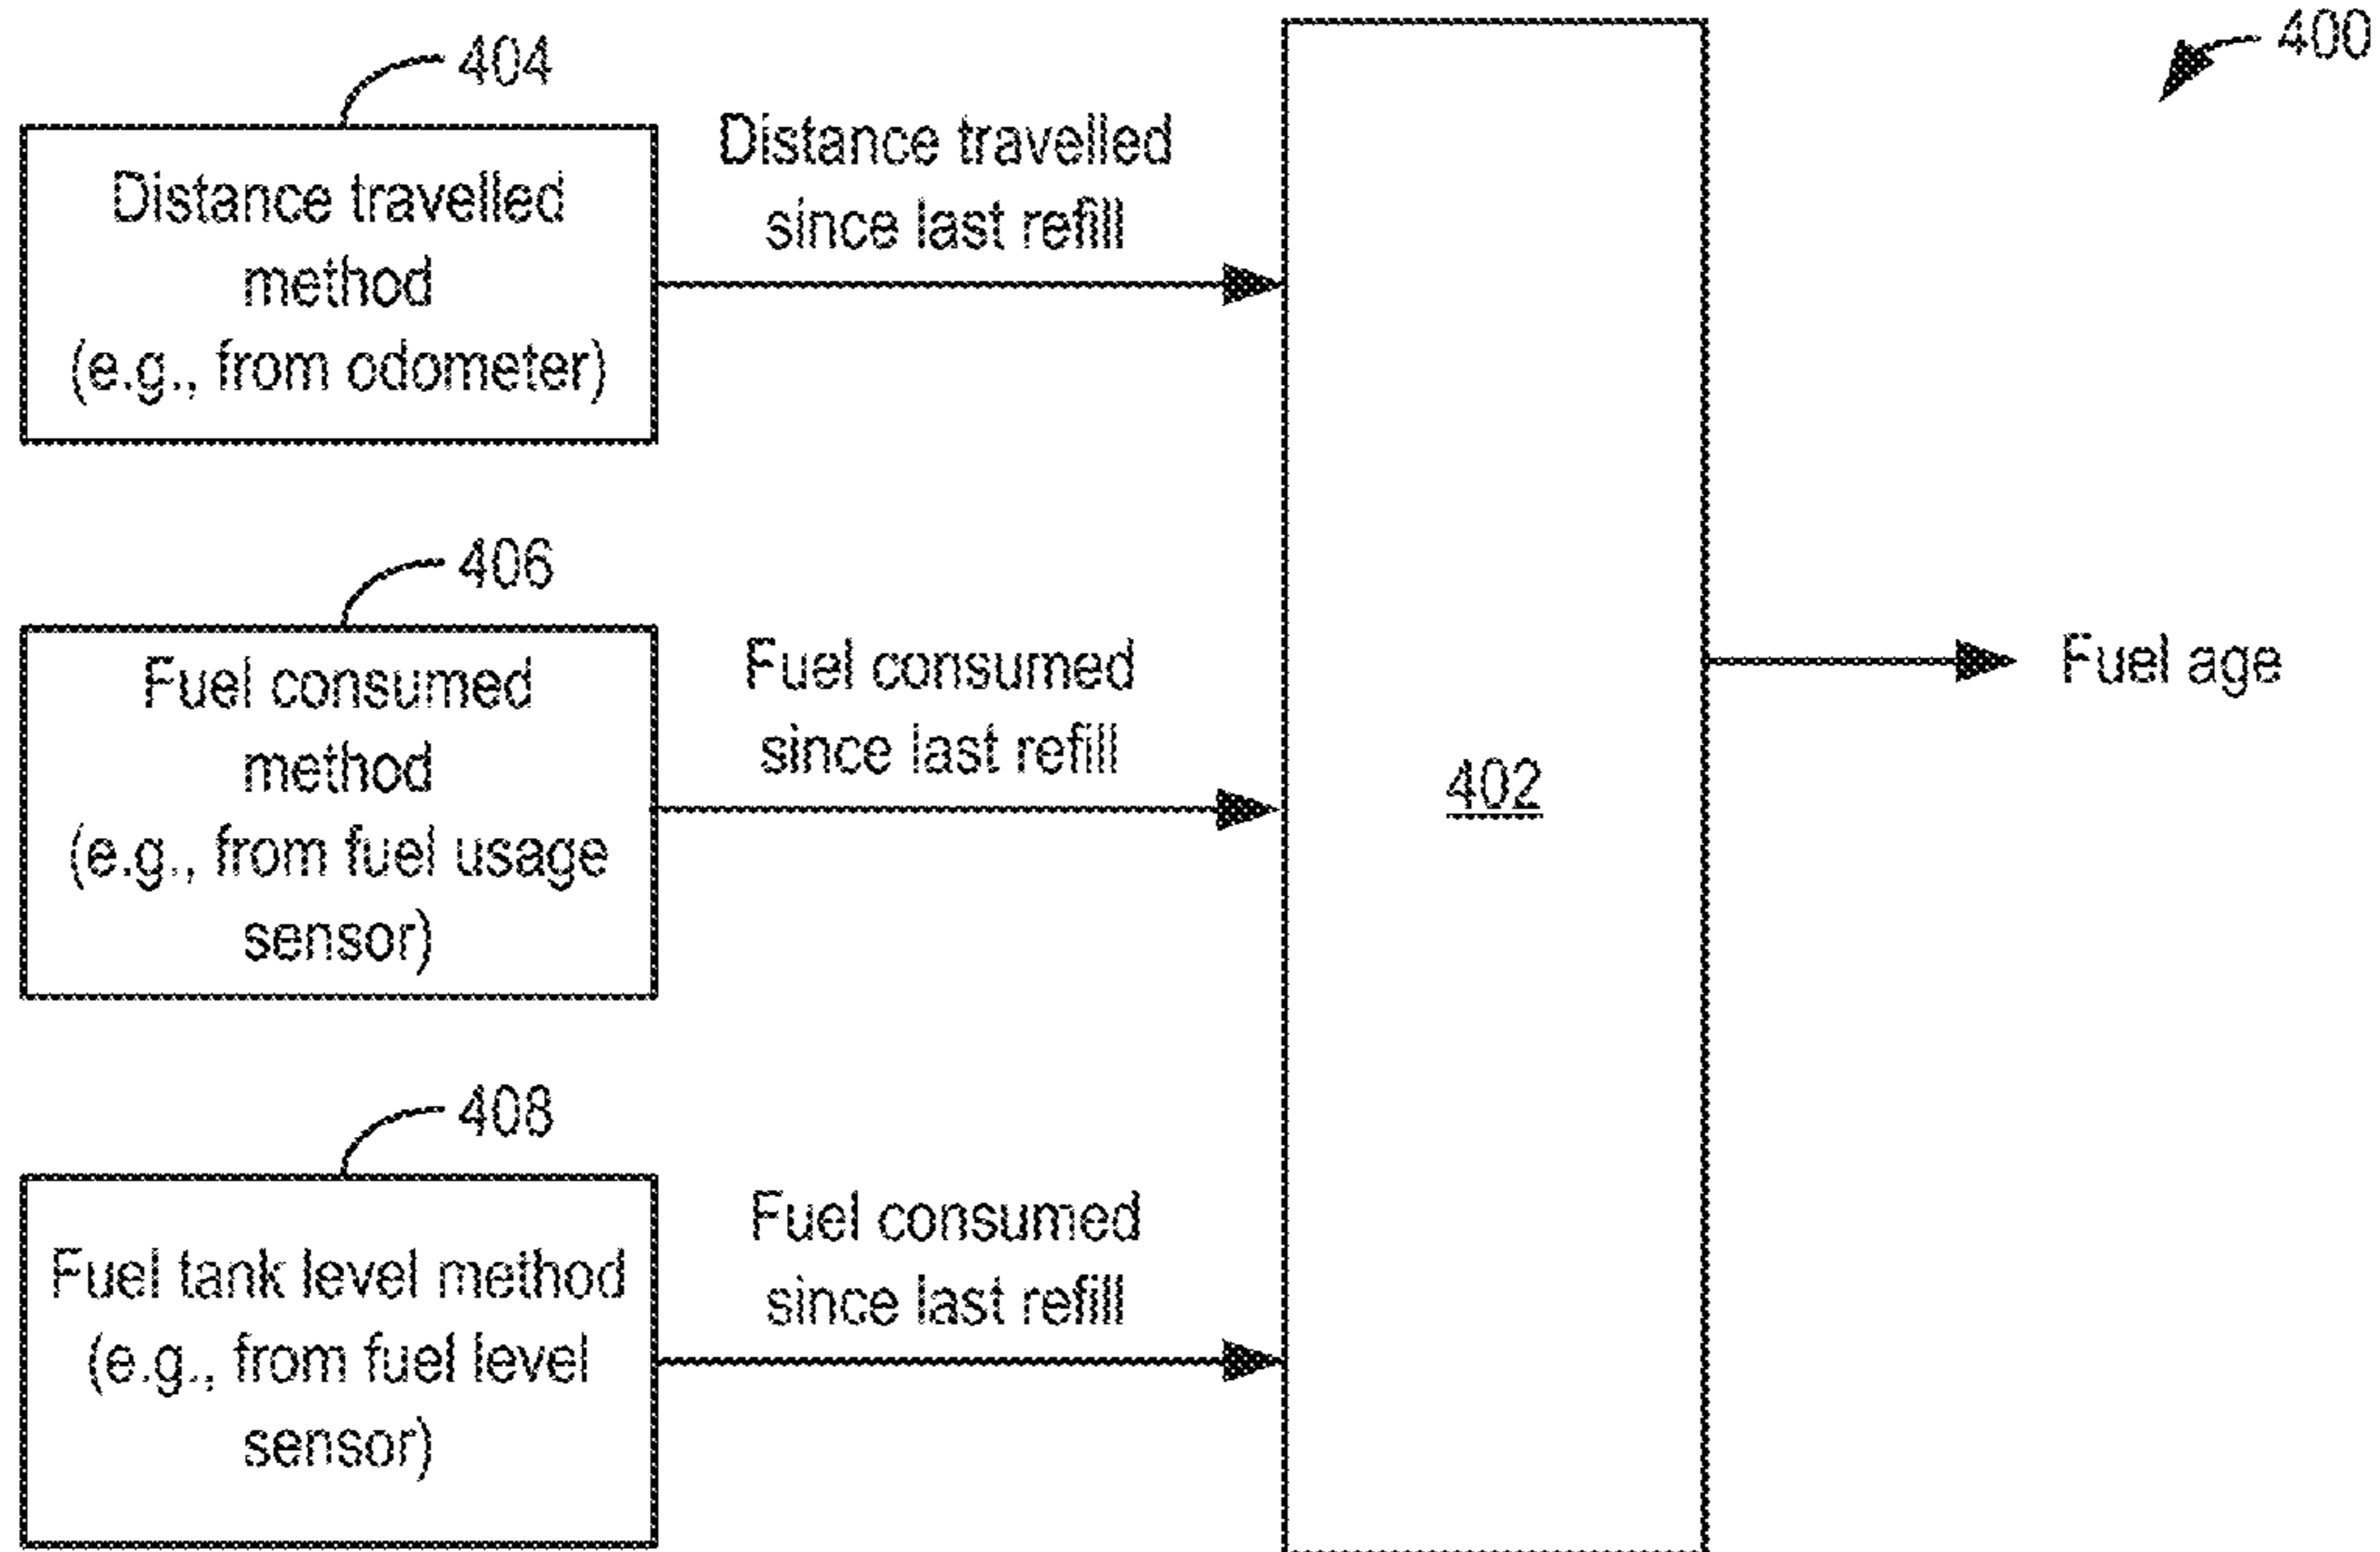 400
404
Distance travelled
method
(e.g., from odometer)
Distance travelled
since last refill
406
Fuel consumed
method
(e.g., from fuel usage
sensor)
Fuel consumed
since last refill
402
Fuel age
408
Fuel tank level method
(e.g., from fuel level
sensor)
Fuel consumed
since last refill